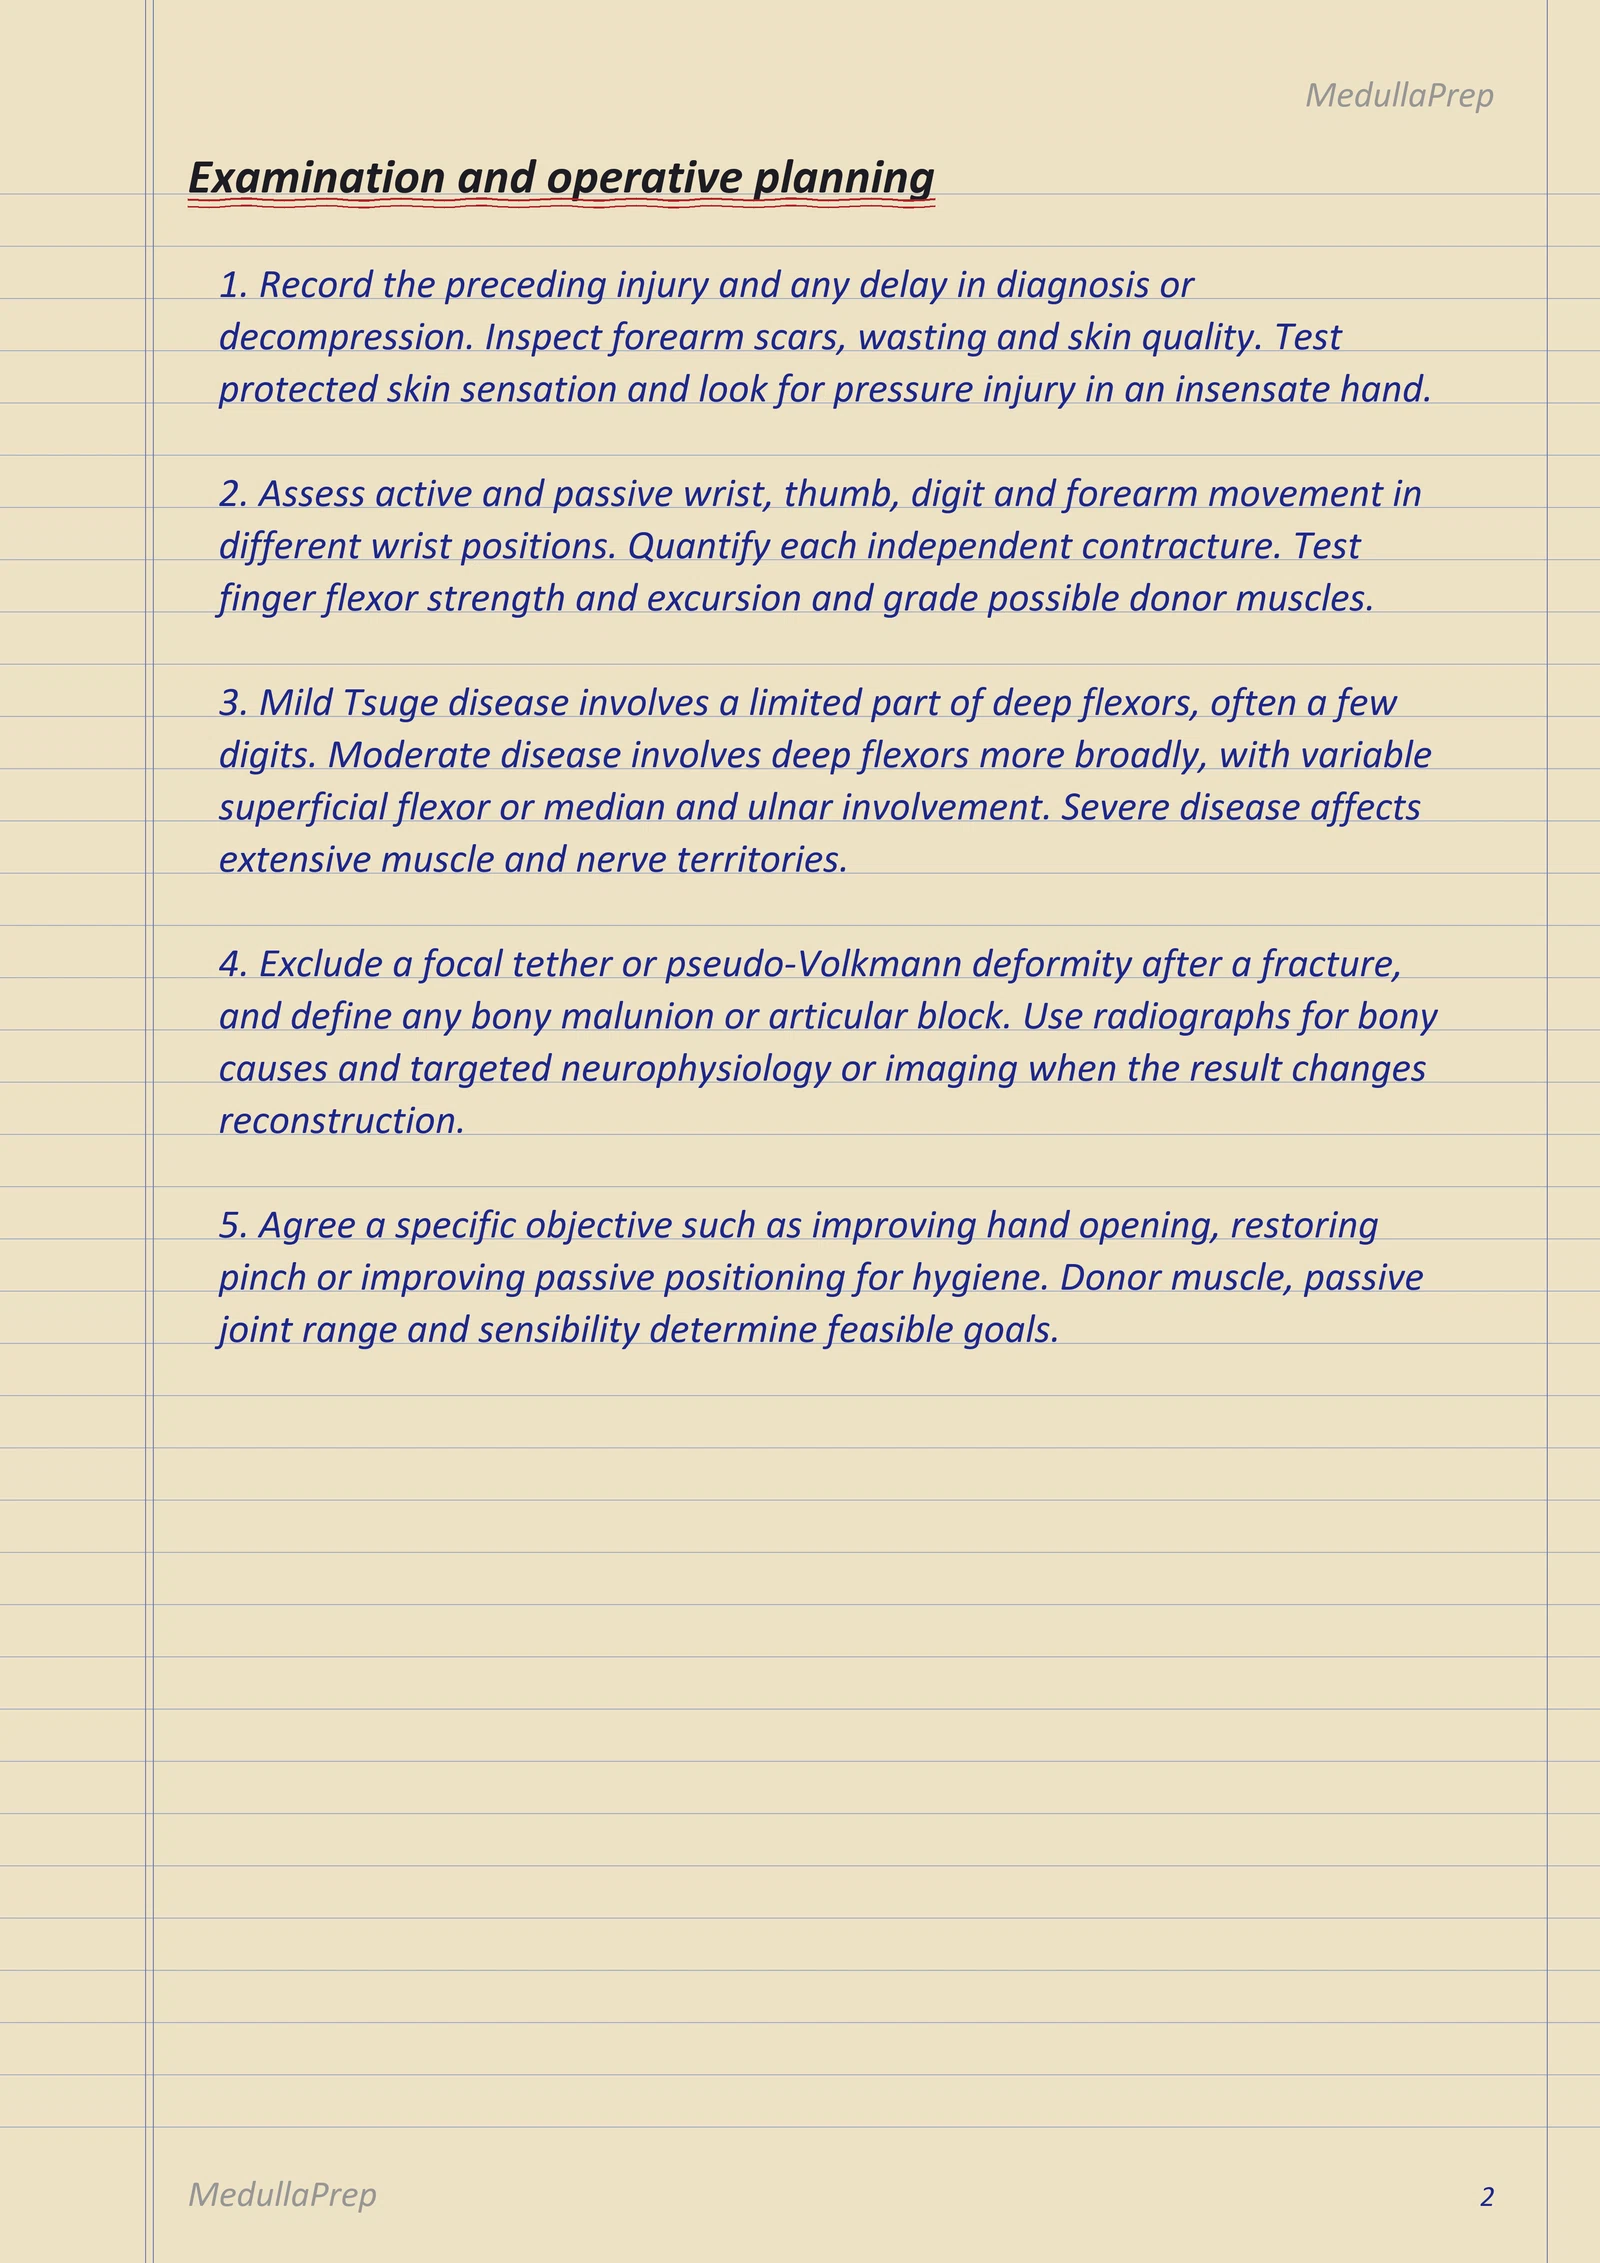 MedullaPrep
Examination and operative planning
1. Record the preceding injury and any delay in diagnosis or
decompression. Inspect forearm scars, wasting and skin quality. Test
protected skin sensation and look for pressure injury in an insensate hand.
2. Assess active and passive wrist, thumb, digit and forearm movement in
different wrist positions. Quantify each independent contracture. Test
finger flexor strength and excursion and grade possible donor muscles.
3. Mild Tsuge disease involves a limited part of deep flexors, often a few
digits. Moderate disease involves deep flexors more broadly, with variable
superficial flexor or median and ulnar involvement. Severe disease affects
extensive muscle and nerve territories.
4. Exclude a focal tether or pseudo-Volkmann deformity after a fracture,
and define any bony malunion or articular block. Use radiographs for bony
causes and targeted neurophysiology or imaging when the result changes
reconstruction.
5. Agree a specific objective such as improving hand opening, restoring
pinch or improving passive positioning for hygiene. Donor muscle, passive
joint range and sensibility determine feasible goals.
MedullaPrep
2